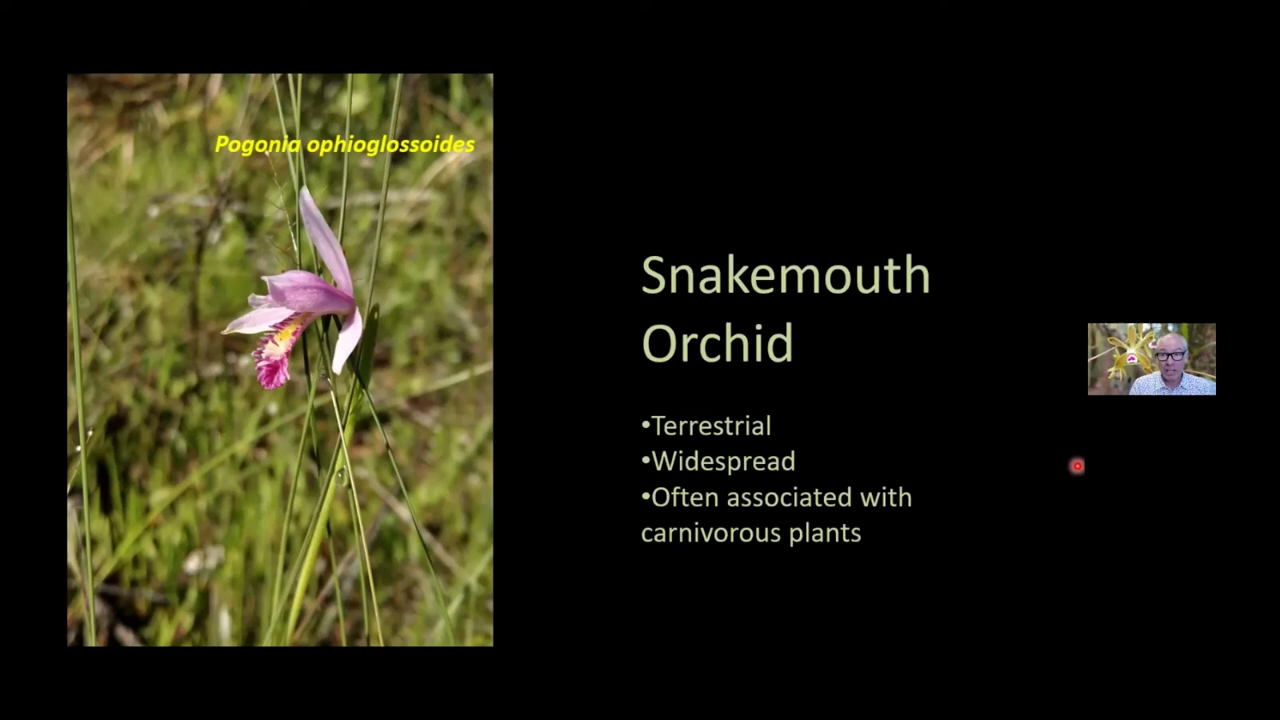 Pogonia ophioglossoides
Snakemouth
Orchid
•Terrestrial
•Widespread
•Often associated with
carnivorous plants